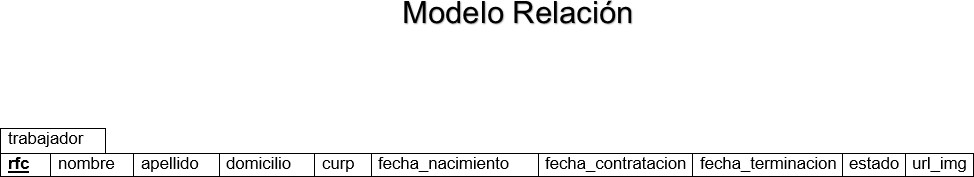 Modelo Relación
trabajador
rfc nombre apellido domicilio curp fecha_nacimiento fecha_contratacion fecha_terminacion estado url_img